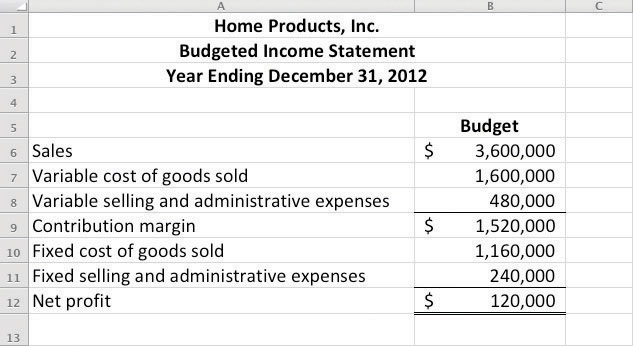 A B C
1 Home Products, Inc.
2 Budgeted Income Statement
3 Year Ending December 31, 2012
4
5 Budget
6 Sales $ 3,600,000
7 Variable cost of goods sold 1,600,000
8 Variable selling and administrative expenses 480,000
9 Contribution margin $ 1,520,000
10 Fixed cost of goods sold 1,160,000
11 Fixed selling and administrative expenses 240,000
12 Net profit $ 120,000
13